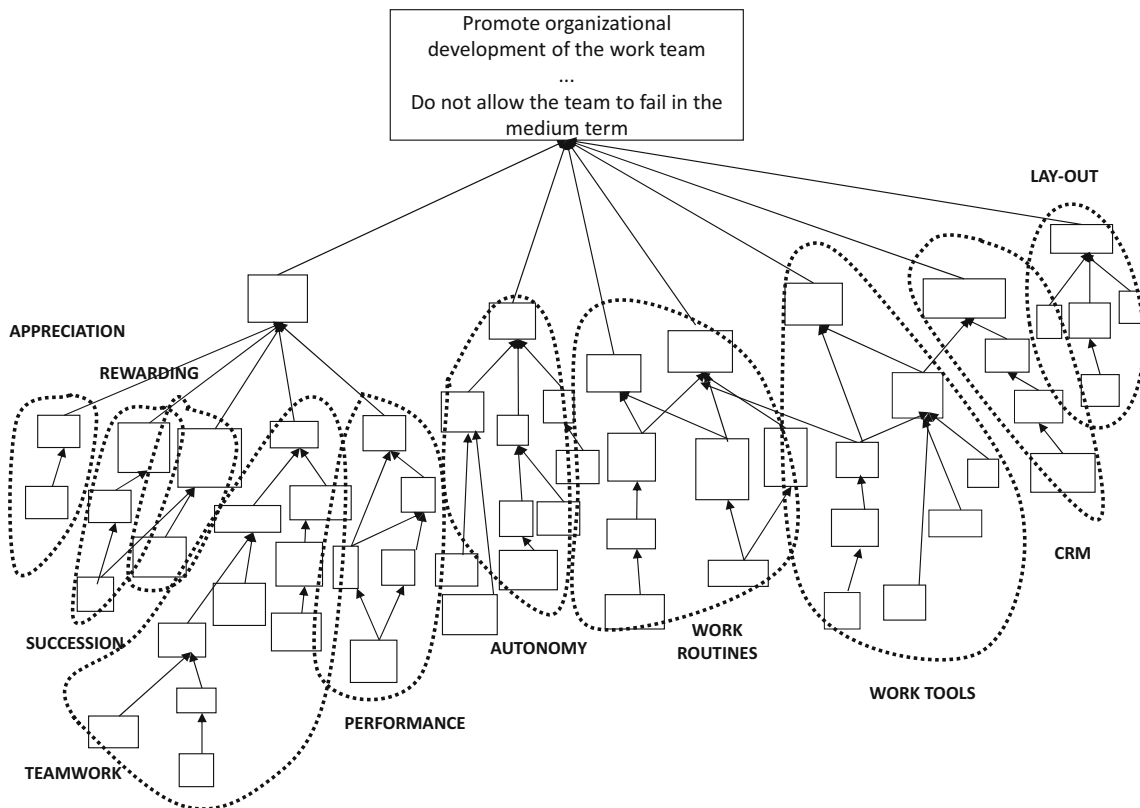 Promote organizational
development of the work team
...
Do not allow the team to fail in the
medium term
LAY-OUT
APPRECIATION
REWARDING
CRM
SUCCESSION
AUTONOMY
WORK
ROUTINES
WORK TOOLS
PERFORMANCE
TEAMWORK